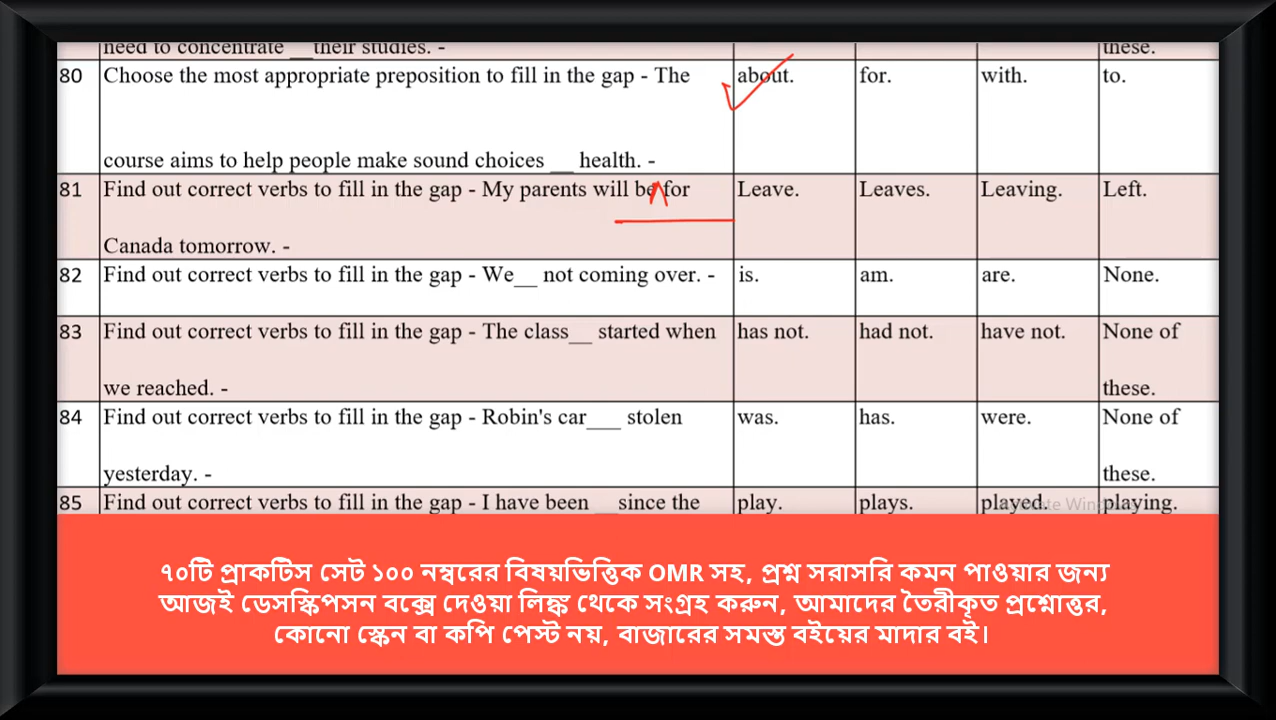 need to concentrate __ their studies. - these.
80 Choose the most appropriate preposition to fill in the gap - The about. for. with. to.
course aims to help people make sound choices __ health. -
81 Find out correct verbs to fill in the gap - My parents will be for Leave. Leaves. Leaving. Left.
Canada tomorrow. -
82 Find out correct verbs to fill in the gap - We__ not coming over. - is. am. are. None.
83 Find out correct verbs to fill in the gap - The class__ started when has not. had not. have not. None of
we reached. - these.
84 Find out correct verbs to fill in the gap - Robin's car___ stolen was. has. were. None of
yesterday. - these.
85 Find out correct verbs to fill in the gap - I have been __ since the play. plays. played. playing.
৭০টি প্রাকটিস সেট ১০০ নম্বরের বিষয়ভিত্তিক OMR সহ, প্রশ্ন সরাসরি কমন পাওয়ার জন্য
আজই ডেসস্ক্রিপসন বক্সে দেওয়া লিঙ্ক থেকে সংগ্রহ করুন, আমাদের তৈরীকৃত প্রশ্নোত্তর,
কোনো স্কেন বা কপি পেস্ট নয়, বাজারের সমস্ত বইয়ের মাদার বই।